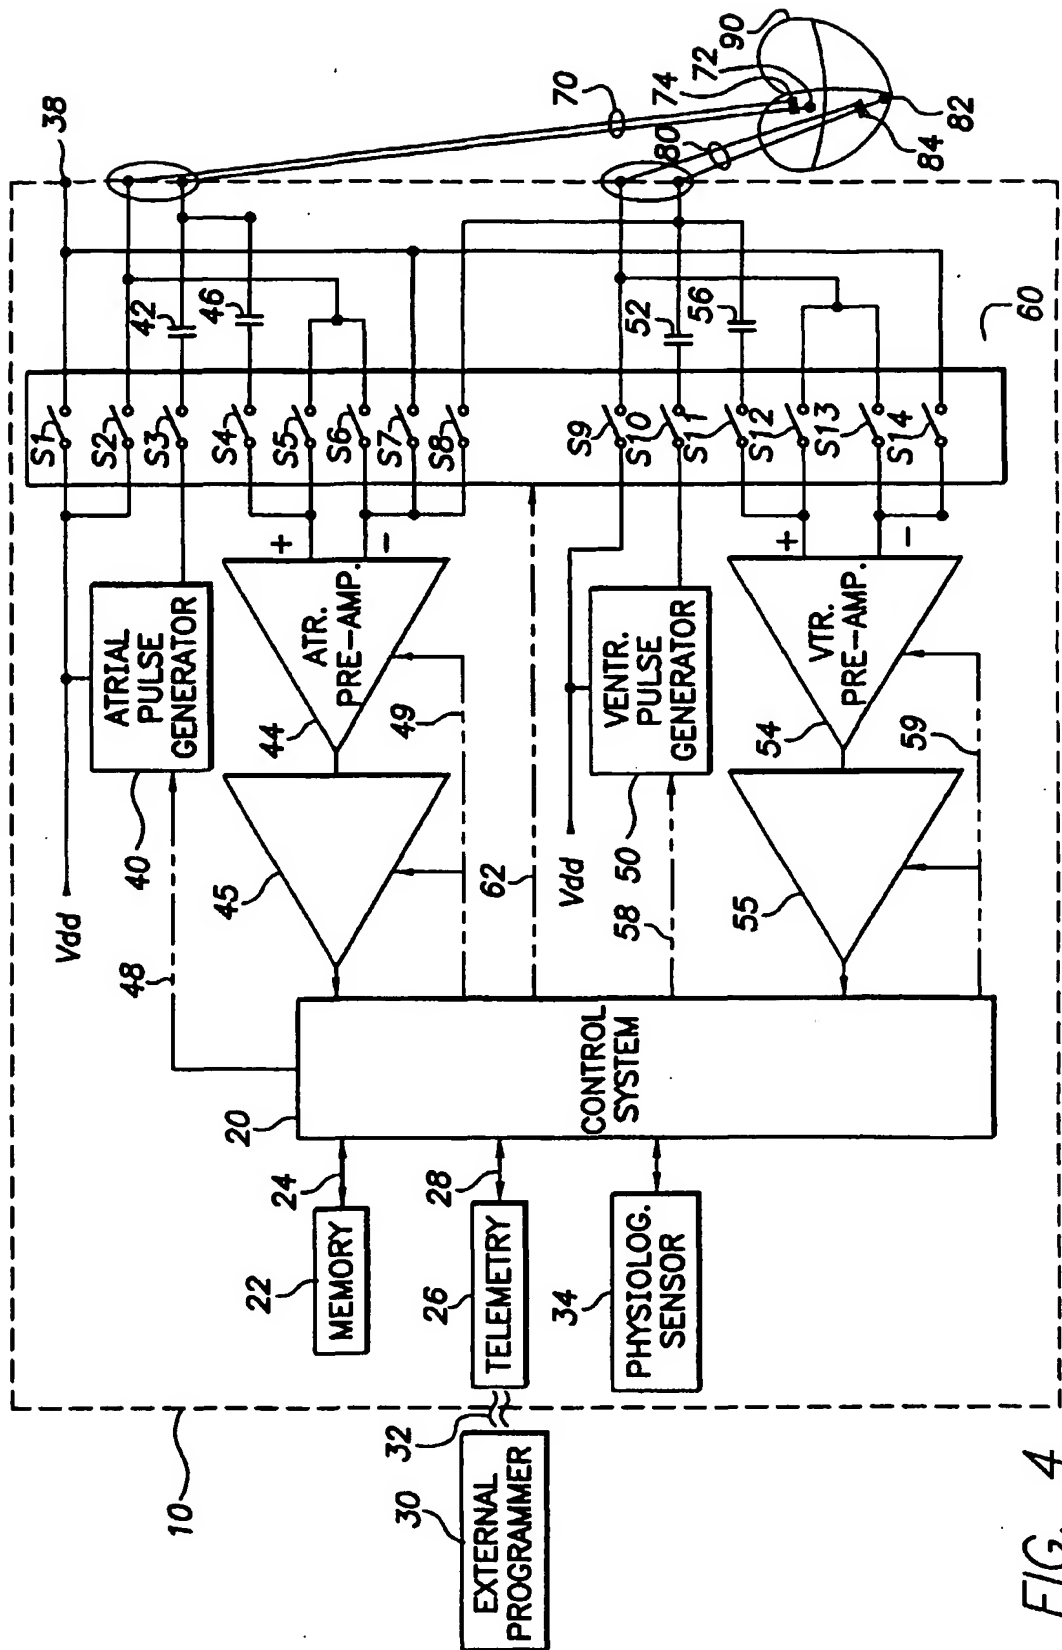 10
EXTERNAL
PROGRAMMER
30
32
22
MEMORY
24
26
TELEMETRY
28
34
PHYSIOLOG.
SENSOR
20
CONTROL
SYSTEM
Vdd
48
40
ATRIAL
PULSE
GENERATOR
45
44
ATR.
PRE-AMP.
+
−
49
62
Vdd
58
50
VENTR.
PULSE
GENERATOR
55
54
VTR.
PRE-AMP.
+
−
59
S1
S2
S3
S4
S5
S6
S7
S8
S9
S10
S11
S12
S13
S14
60
42
46
52
56
38
70
80
74
72
90
84
82
FIG. 4